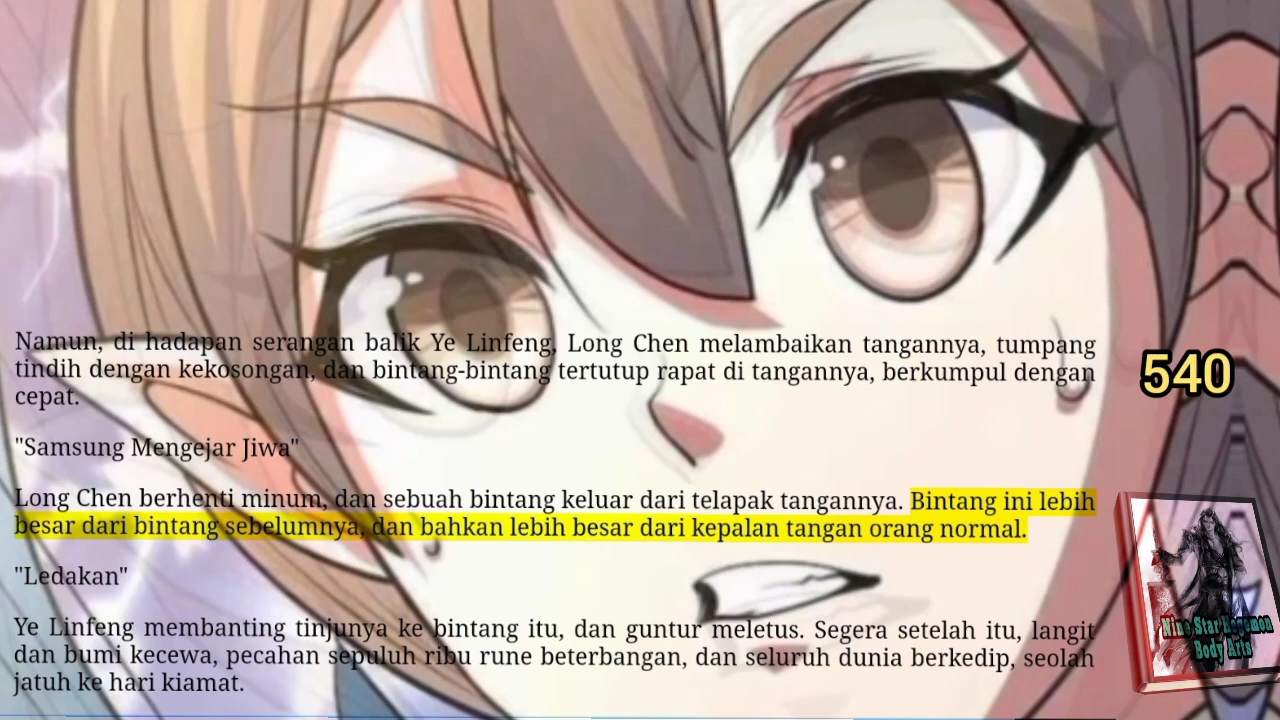 Namun, di hadapan serangan balik Ye Linfeng, Long Chen melambaikan tangannya, tumpang
tindih dengan kekosongan, dan bintang-bintang tertutup rapat di tangannya, berkumpul dengan
cepat.
"Samsung Mengejar Jiwa"
Long Chen berhenti minum, dan sebuah bintang keluar dari telapak tangannya. Bintang ini lebih
besar dari bintang sebelumnya, dan bahkan lebih besar dari kepalan tangan orang normal.
"Ledakan"
Ye Linfeng membanting tinjunya ke bintang itu, dan guntur meletus. Segera setelah itu, langit
dan bumi kecewa, pecahan sepuluh ribu rune beterbangan, dan seluruh dunia berkedip, seolah
jatuh ke hari kiamat.
540
Nine Star Hegemon
Body Arts